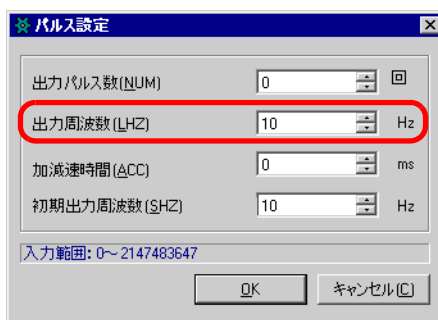 パルス設定
出力パルス数(NUM) 0 回
出力周波数(LHZ) 10 Hz
加減速時間(ACC) 0 ms
初期出力周波数(SHZ) 10 Hz
入力範囲: 0~2147483647
OK キャンセル(C)